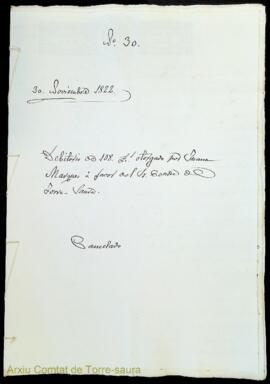 Nº 30.
30. Noviembre 1822.
Debitorio de 108 £s otorgado por Juana
Marques à favor del Sr. Conde de
Torre-Saura
Cancelado
Arxiu Comtat de Torre-saura